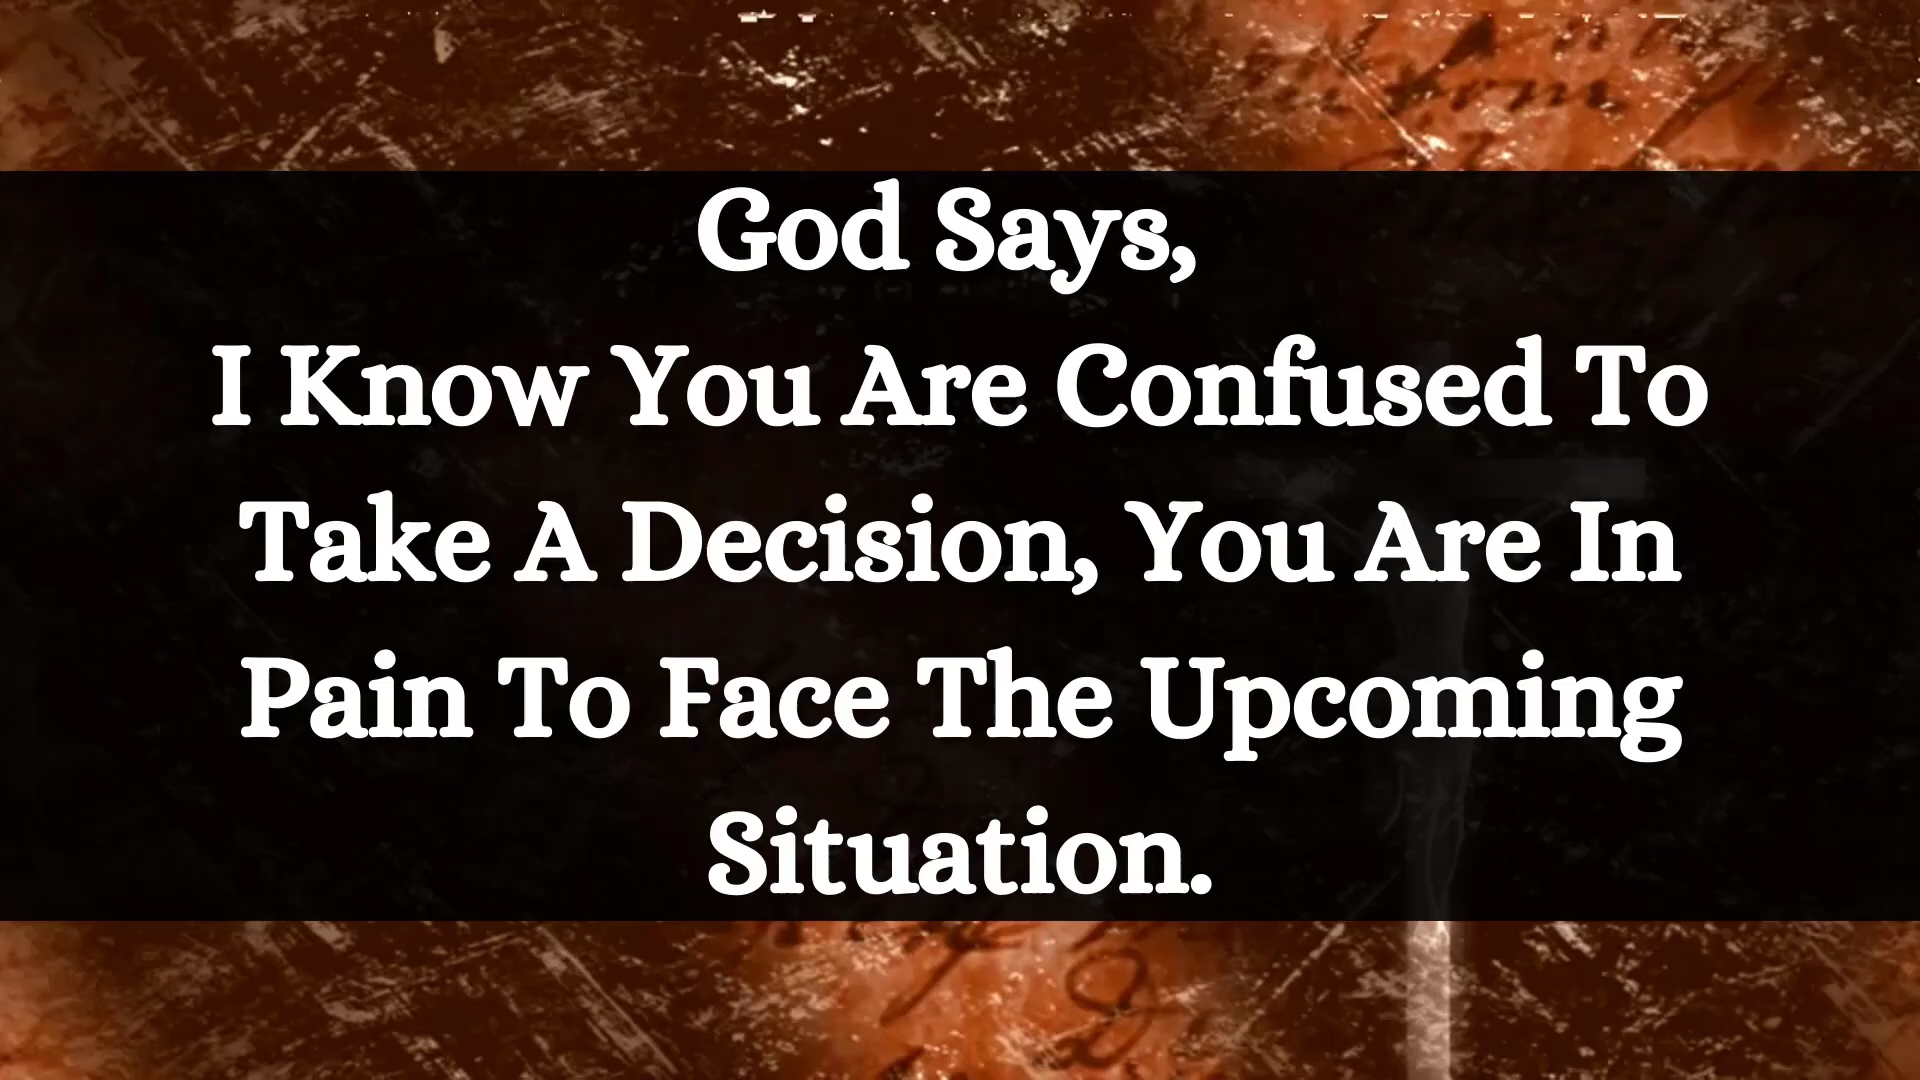 God Says,
I Know You Are Confused To
Take A Decision, You Are In
Pain To Face The Upcoming
Situation.